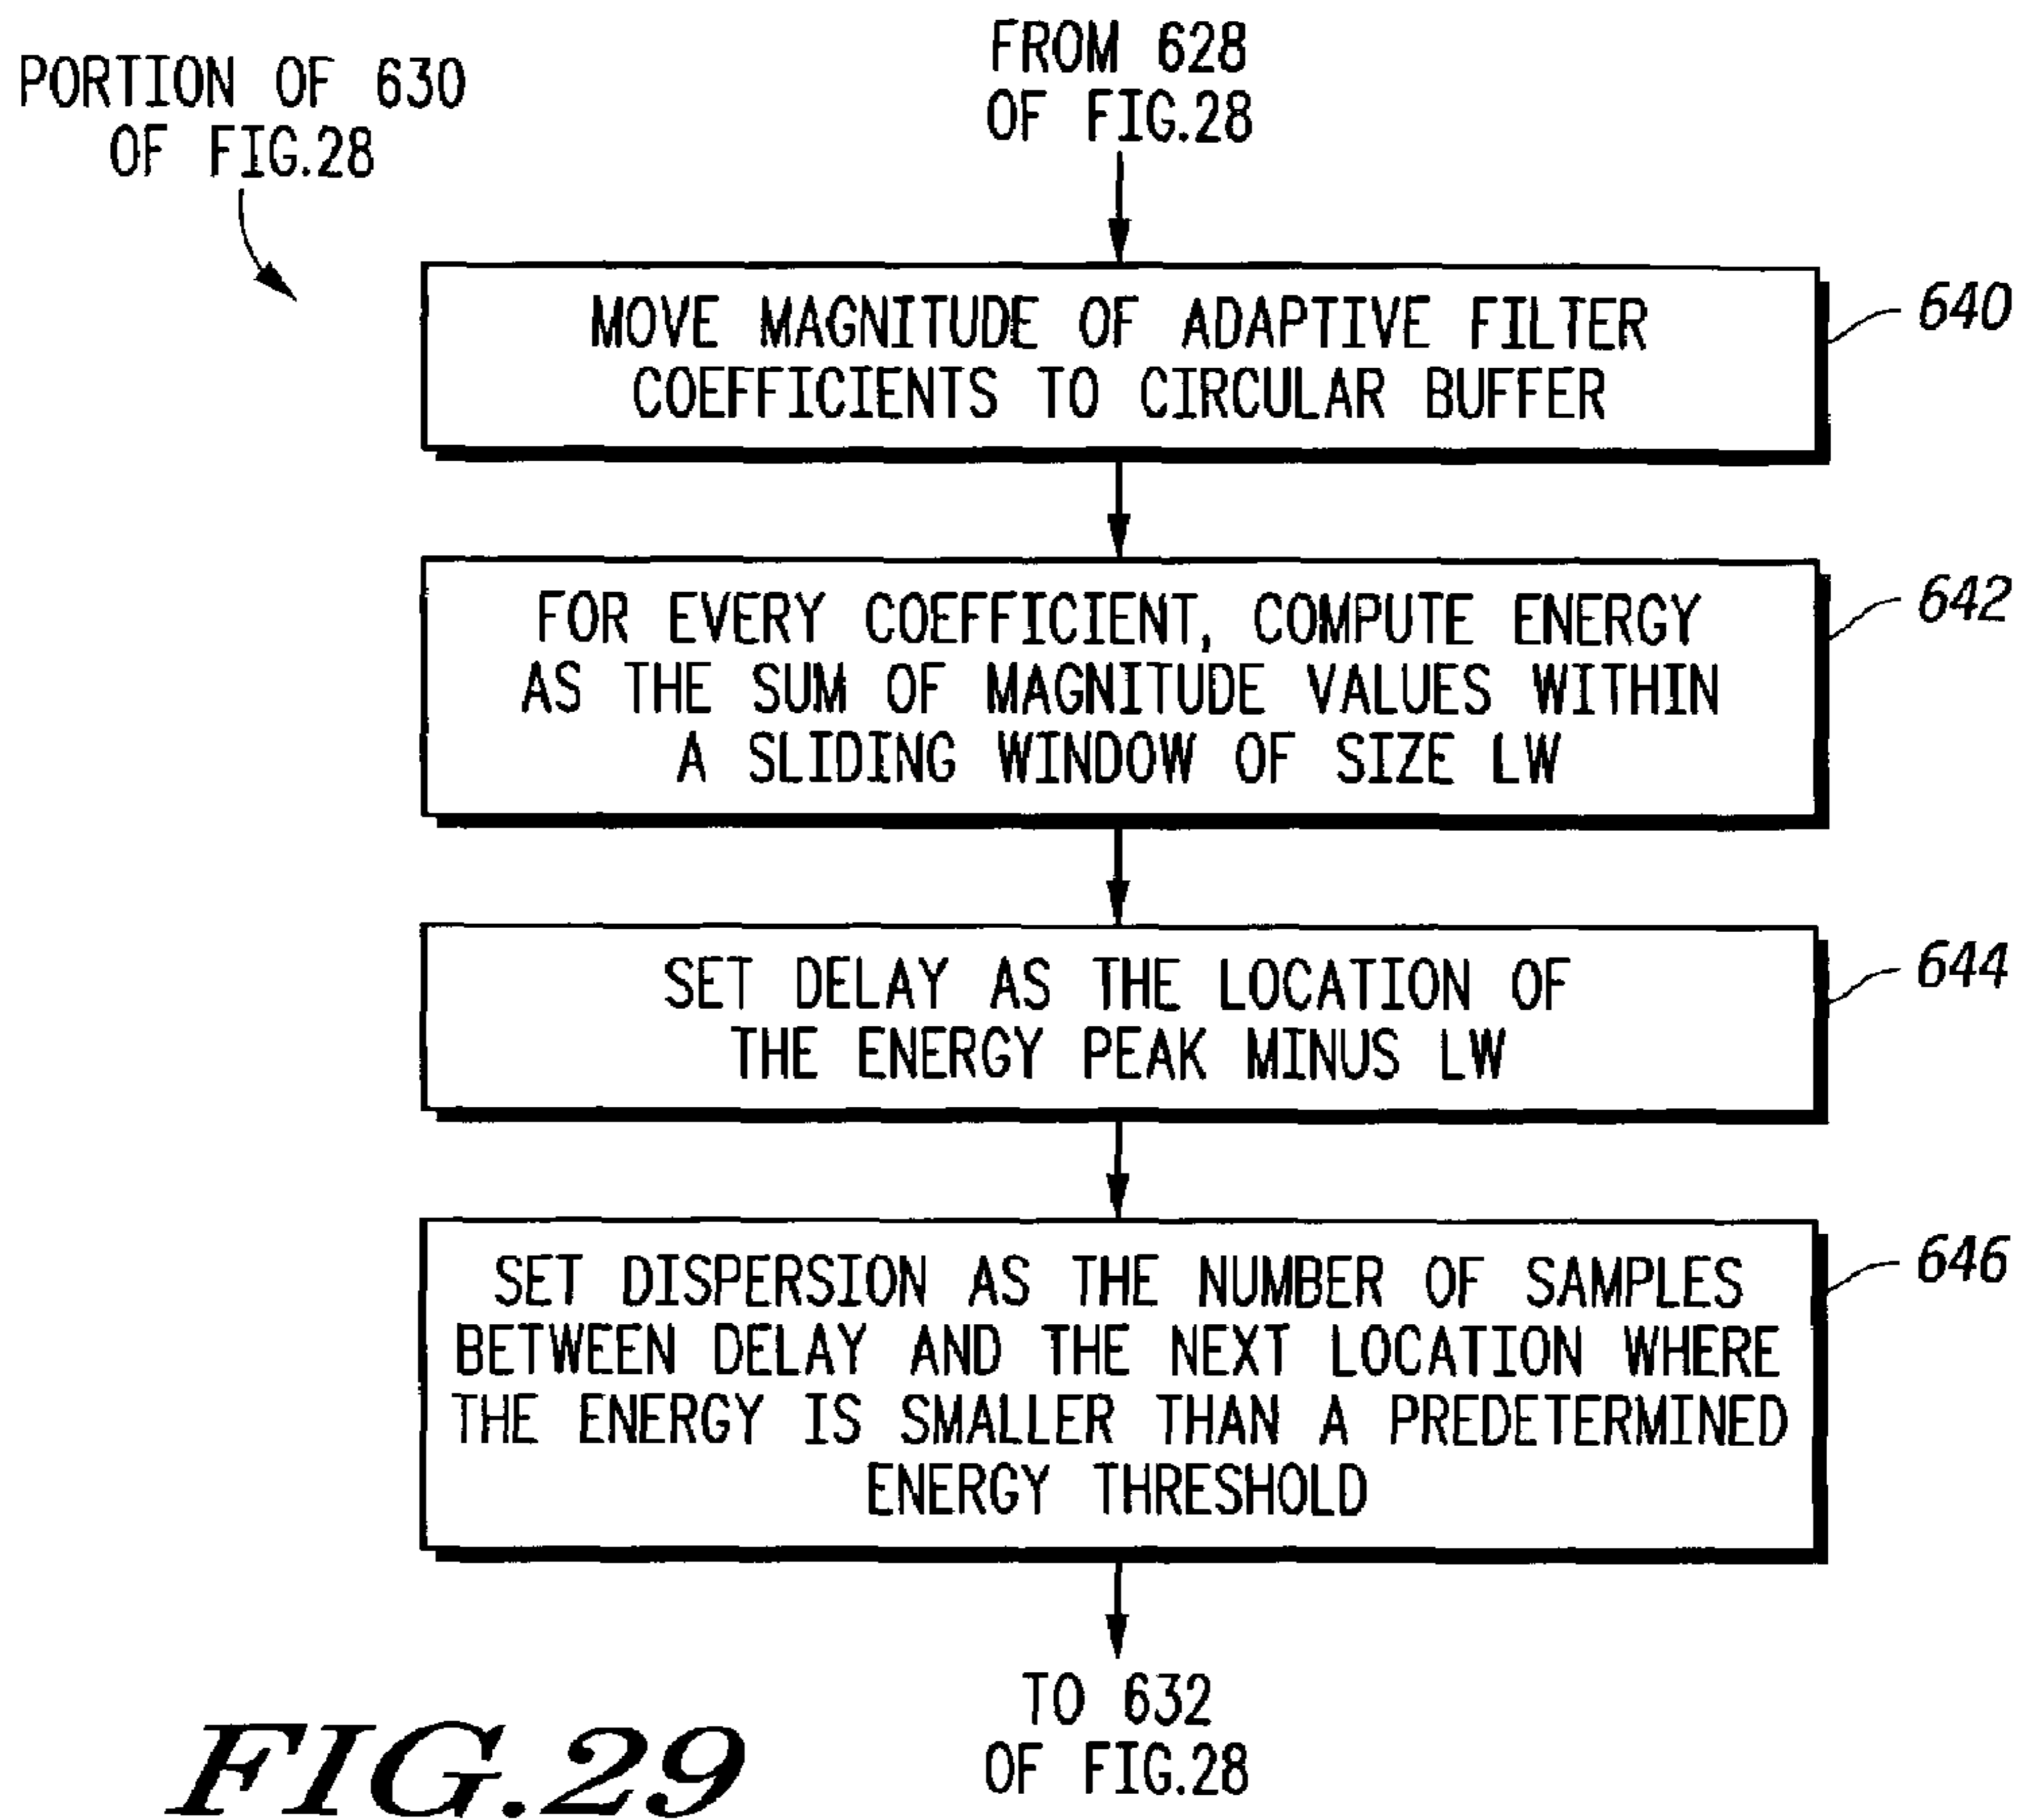 PORTION OF 630
OF FIG.28
FROM 628
OF FIG.28
MOVE MAGNITUDE OF ADAPTIVE FILTER
COEFFICIENTS TO CIRCULAR BUFFER
640
FOR EVERY COEFFICIENT, COMPUTE ENERGY
AS THE SUM OF MAGNITUDE VALUES WITHIN
A SLIDING WINDOW OF SIZE LW
642
SET DELAY AS THE LOCATION OF
THE ENERGY PEAK MINUS LW
644
SET DISPERSION AS THE NUMBER OF SAMPLES
BETWEEN DELAY AND THE NEXT LOCATION WHERE
THE ENERGY IS SMALLER THAN A PREDETERMINED
ENERGY THRESHOLD
646
TO 632
OF FIG.28
FIG.29